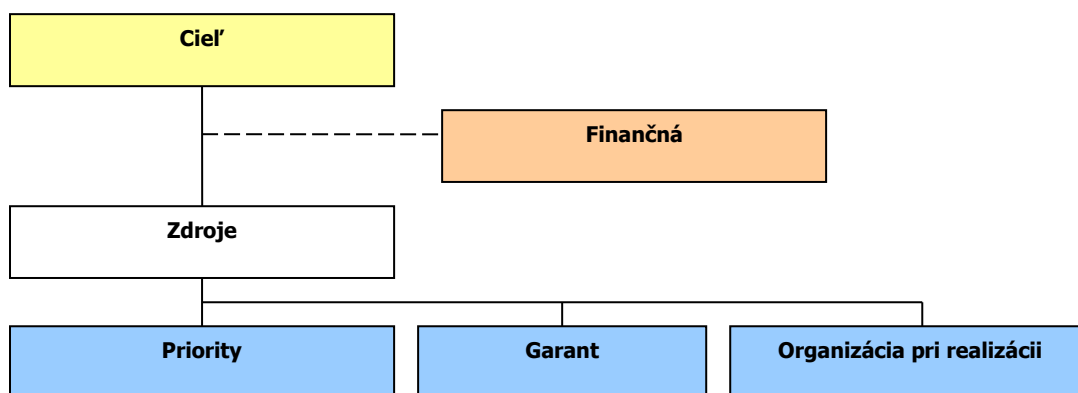 Cieľ
Finančná
Zdroje
Priority
Garant
Organizácia pri realizácii